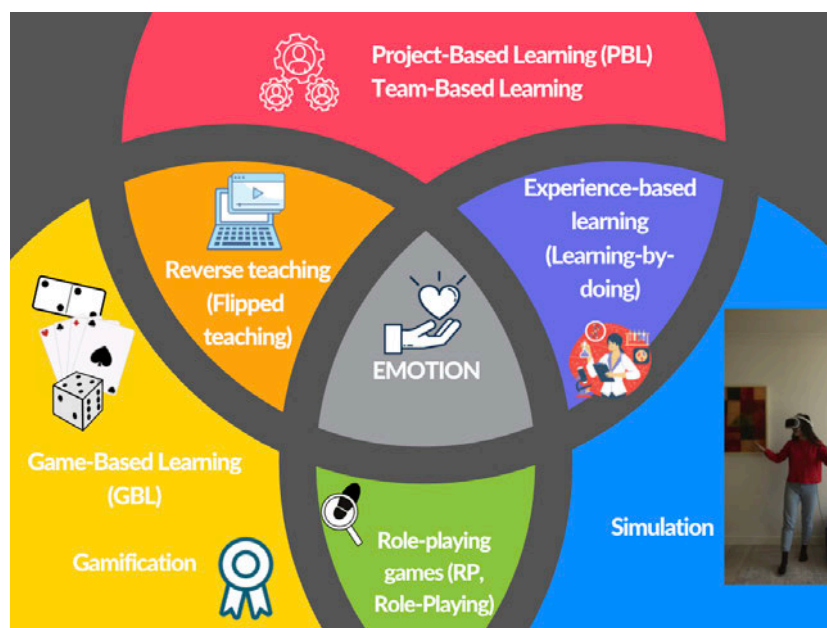 Project-Based Learning (PBL)
Team-Based Learning
Reverse teaching
(Flipped
teaching)
Experience-based
learning
(Learning-by-
doing)
EMOTION
Game-Based Learning
(GBL)
Gamification
Role-playing
games (RP,
Role-Playing)
Simulation